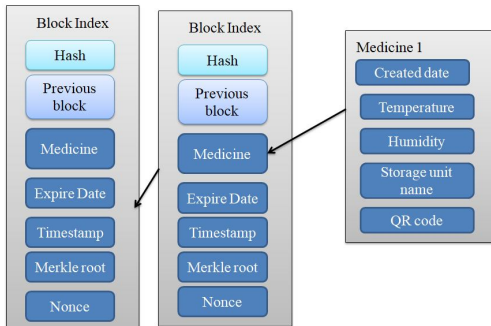 Block Index
Hash
Previous
block
Medicine
Expire Date
Timestamp
Merkle root
Nonce
Block Index
Hash
Previous
block
Medicine
Expire Date
Timestamp
Merkle root
Nonce
Medicine 1
Created date
Temperature
Humidity
Storage unit
name
QR code